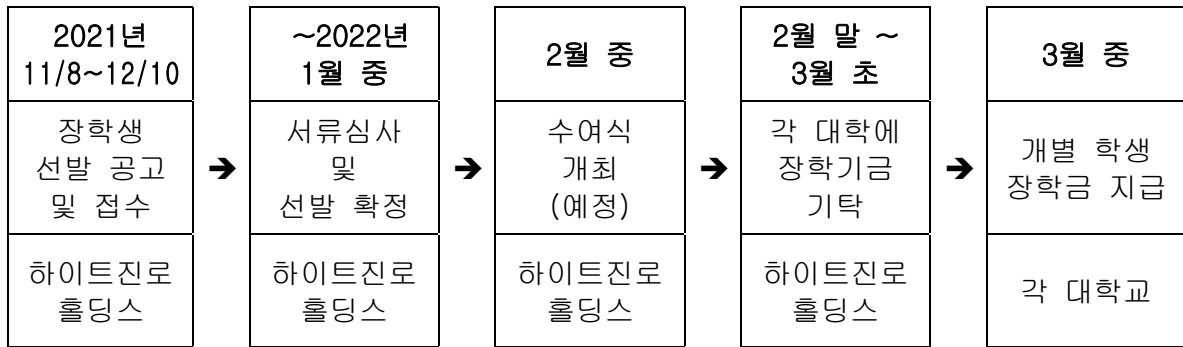 2021년
11/8~12/10
장학생
선발 공고
및 접수
하이트진로
홀딩스
➔
~2022년
1월 중
서류심사
및
선발 확정
하이트진로
홀딩스
➔
2월 중
수여식
개최
(예정)
하이트진로
홀딩스
➔
2월 말 ~
3월 초
각 대학에
장학기금
기탁
하이트진로
홀딩스
➔
3월 중
개별 학생
장학금 지급
각 대학교